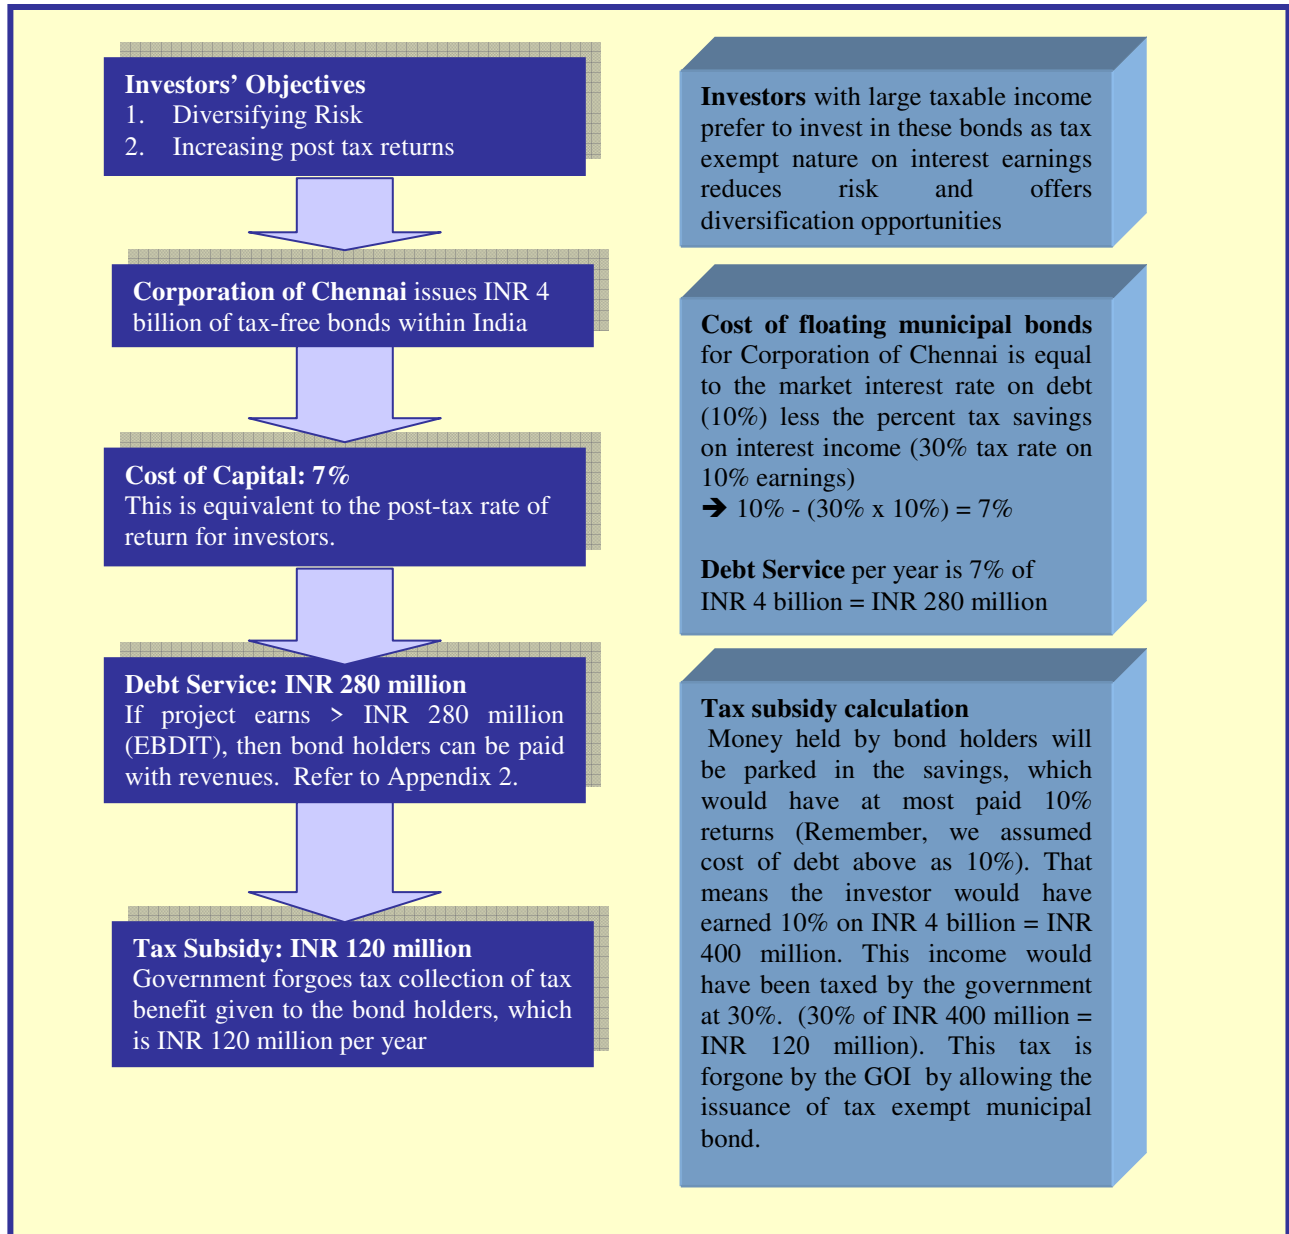 Investors’ Objectives
1. Diversifying Risk
2. Increasing post tax returns
Corporation of Chennai issues INR 4
billion of tax-free bonds within India
Cost of Capital: 7%
This is equivalent to the post-tax rate of
return for investors.
Debt Service: INR 280 million
If project earns > INR 280 million
(EBDIT), then bond holders can be paid
with revenues. Refer to Appendix 2.
Tax Subsidy: INR 120 million
Government forgoes tax collection of tax
benefit given to the bond holders, which
is INR 120 million per year
Investors with large taxable income
prefer to invest in these bonds as tax
exempt nature on interest earnings
reduces risk and offers
diversification opportunities
Cost of floating municipal bonds
for Corporation of Chennai is equal
to the market interest rate on debt
(10%) less the percent tax savings
on interest income (30% tax rate on
10% earnings)
➔ 10% - (30% x 10%) = 7%
Debt Service per year is 7% of
INR 4 billion = INR 280 million
Tax subsidy calculation
Money held by bond holders will
be parked in the savings, which
would have at most paid 10%
returns (Remember, we assumed
cost of debt above as 10%). That
means the investor would have
earned 10% on INR 4 billion = INR
400 million. This income would
have been taxed by the government
at 30%. (30% of INR 400 million =
INR 120 million). This tax is
forgone by the GOI by allowing the
issuance of tax exempt municipal
bond.